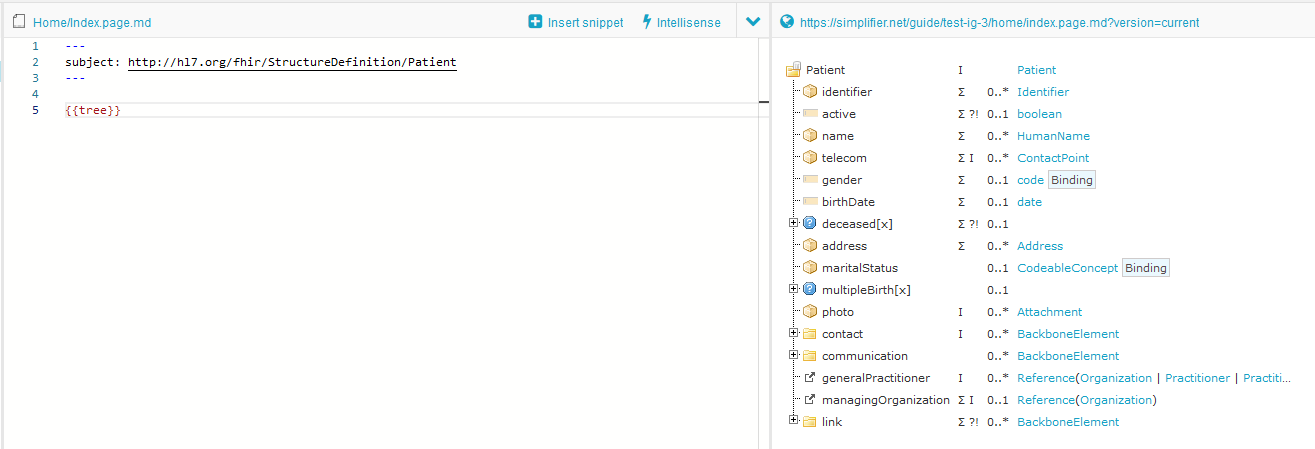 Home/Index.page.md
Insert snippet
Intellisense
https://simplifier.net/guide/test-ig-3/home/index.page.md?version=current
1 ---
2 subject: http://hl7.org/fhir/StructureDefinition/Patient
3 ---
4
5 {{tree}}
Patient I Patient
identifier Σ 0..* Identifier
active Σ ?! 0..1 boolean
name Σ 0..* HumanName
telecom Σ I 0..* ContactPoint
gender Σ 0..1 code Binding
birthDate Σ 0..1 date
deceased[x] Σ ?! 0..1
address Σ 0..* Address
maritalStatus 0..1 CodeableConcept Binding
multipleBirth[x] 0..1
photo I 0..* Attachment
contact I 0..* BackboneElement
communication 0..* BackboneElement
generalPractitioner I 0..* Reference(Organization | Practitioner | Practiti...
managingOrganization Σ I 0..1 Reference(Organization)
link Σ ?! 0..* BackboneElement